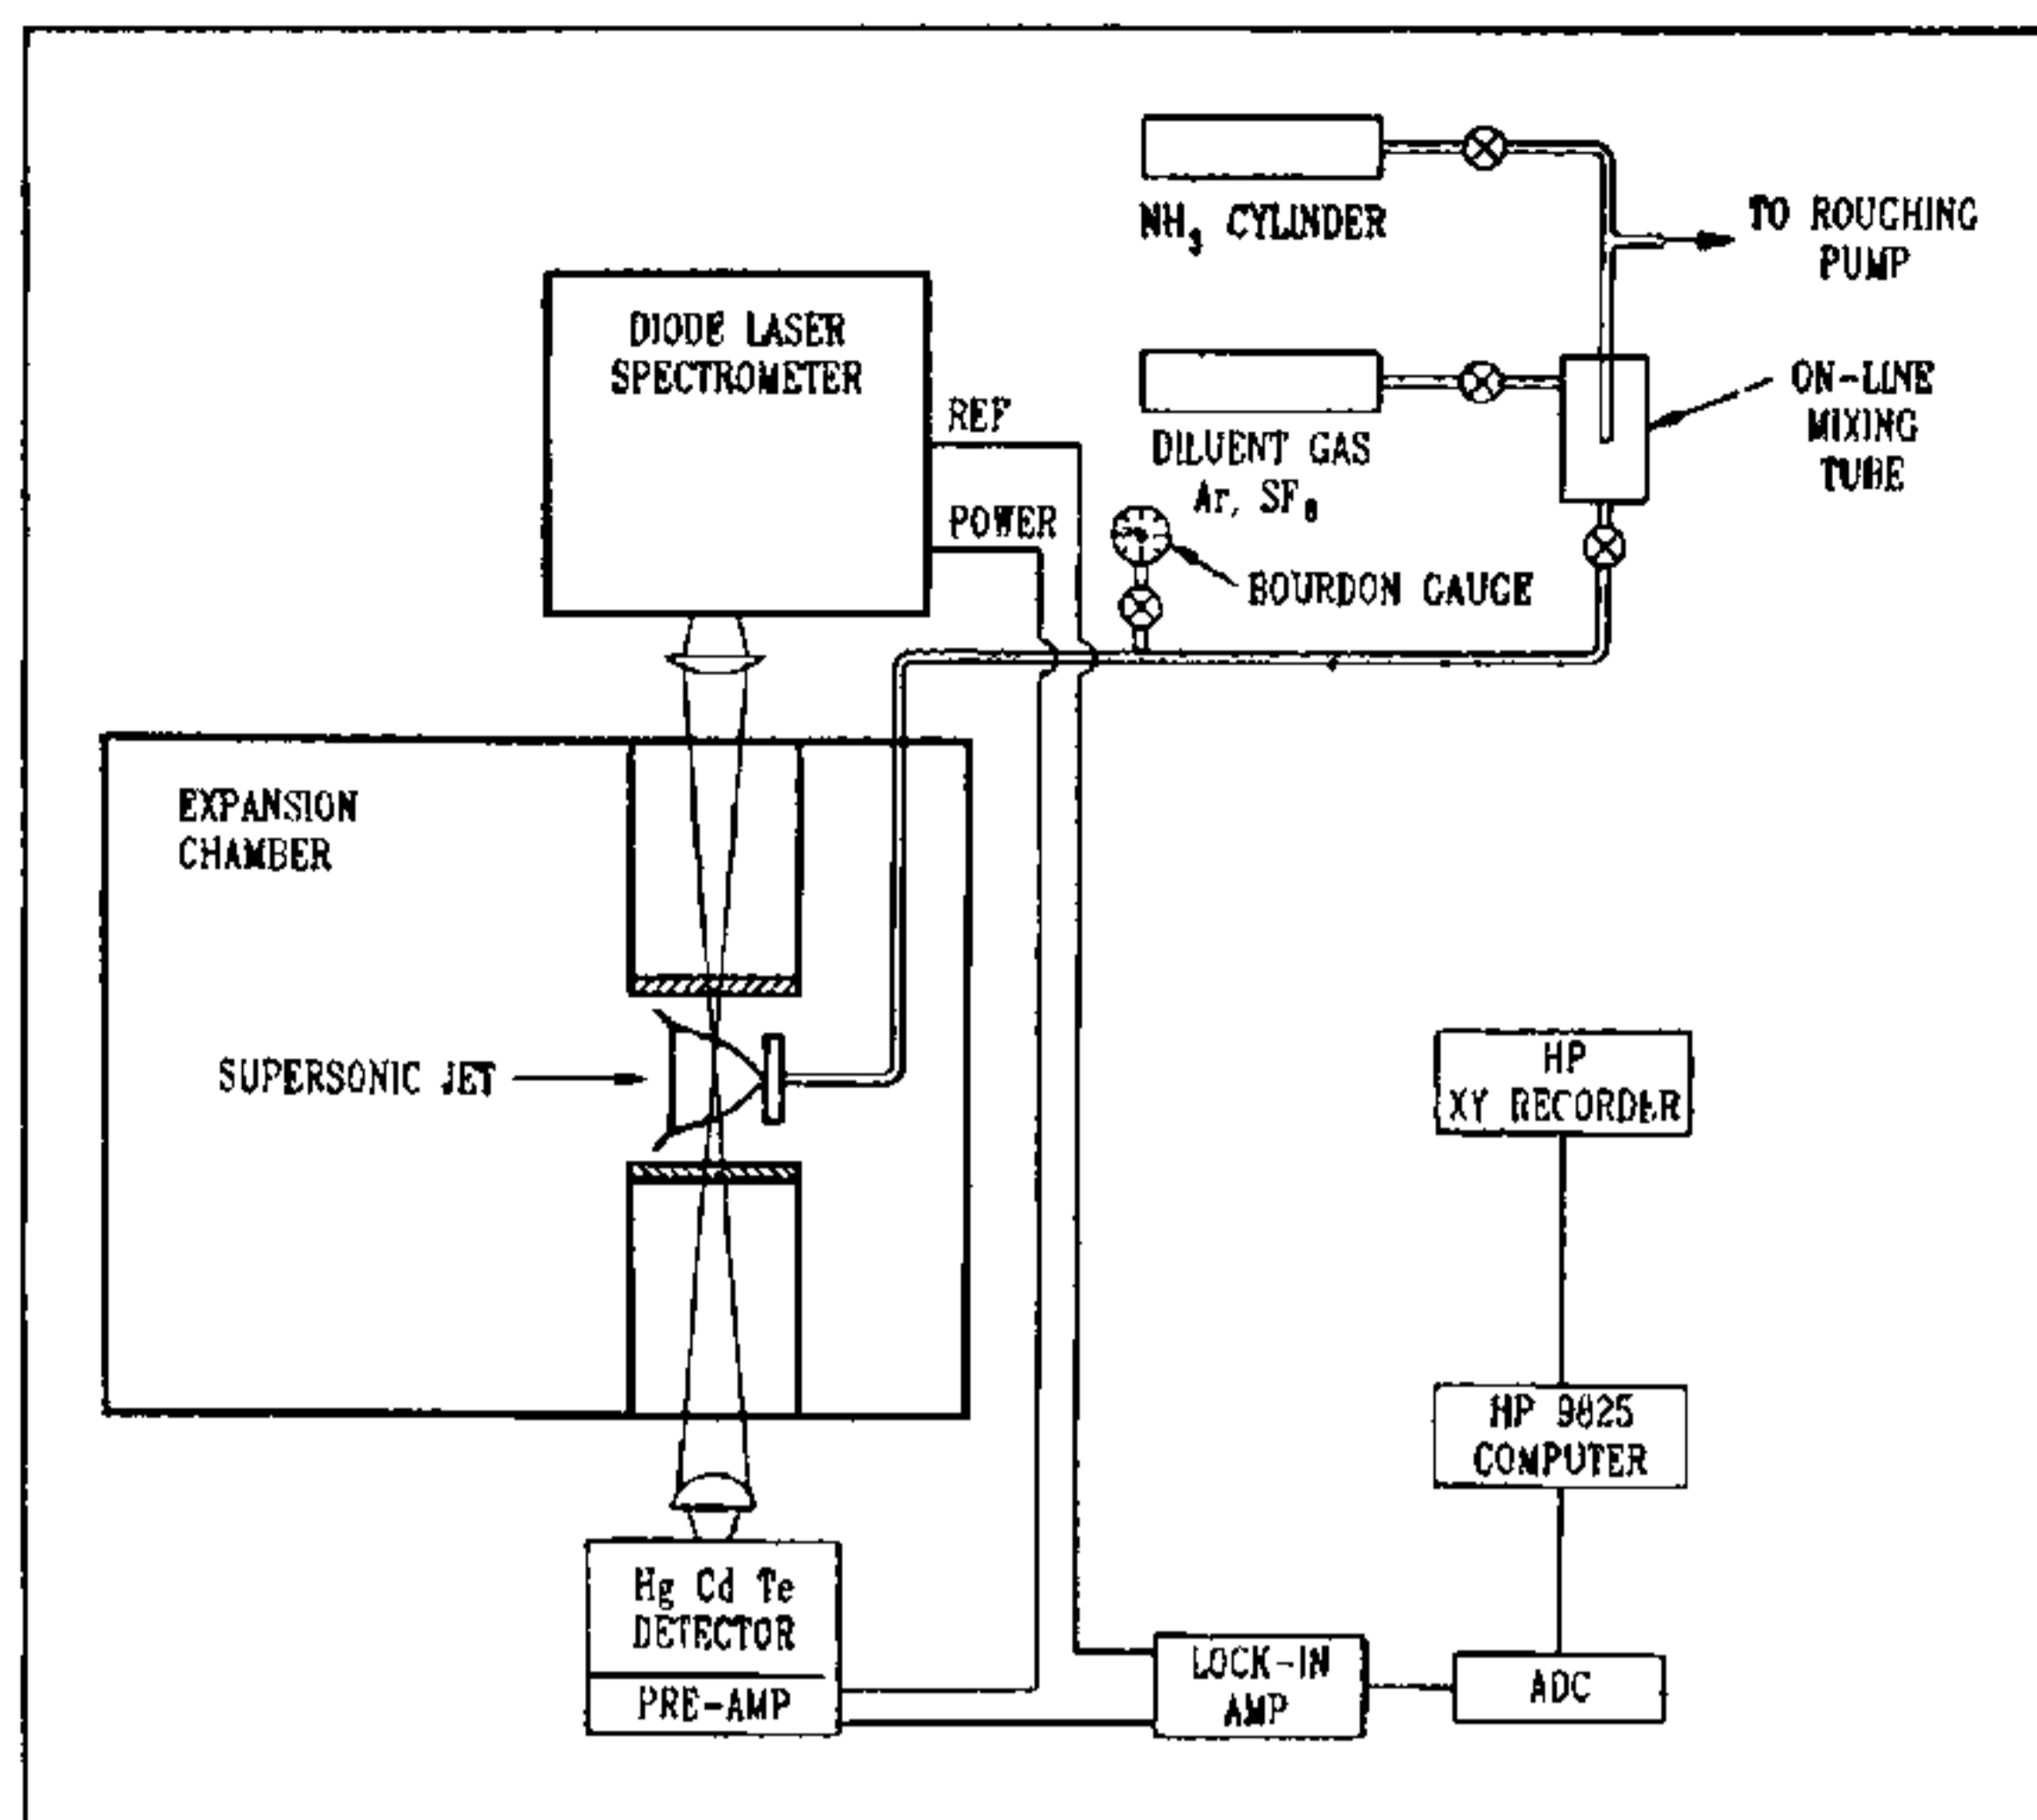 NH₃ CYLINDER
TO ROUGHING
PUMP
DIODE LASER
SPECTROMETER
REF
POWER
DILUENT GAS
Ar, SF₆
ON-LINE
MIXING
TUBE
BOURDON GAUGE
EXPANSION
CHAMBER
SUPERSONIC JET
HP
XY RECORDER
HP 9825
COMPUTER
Hg Cd Te
DETECTOR
PRE-AMP
LOCK-IN
AMP
ADC